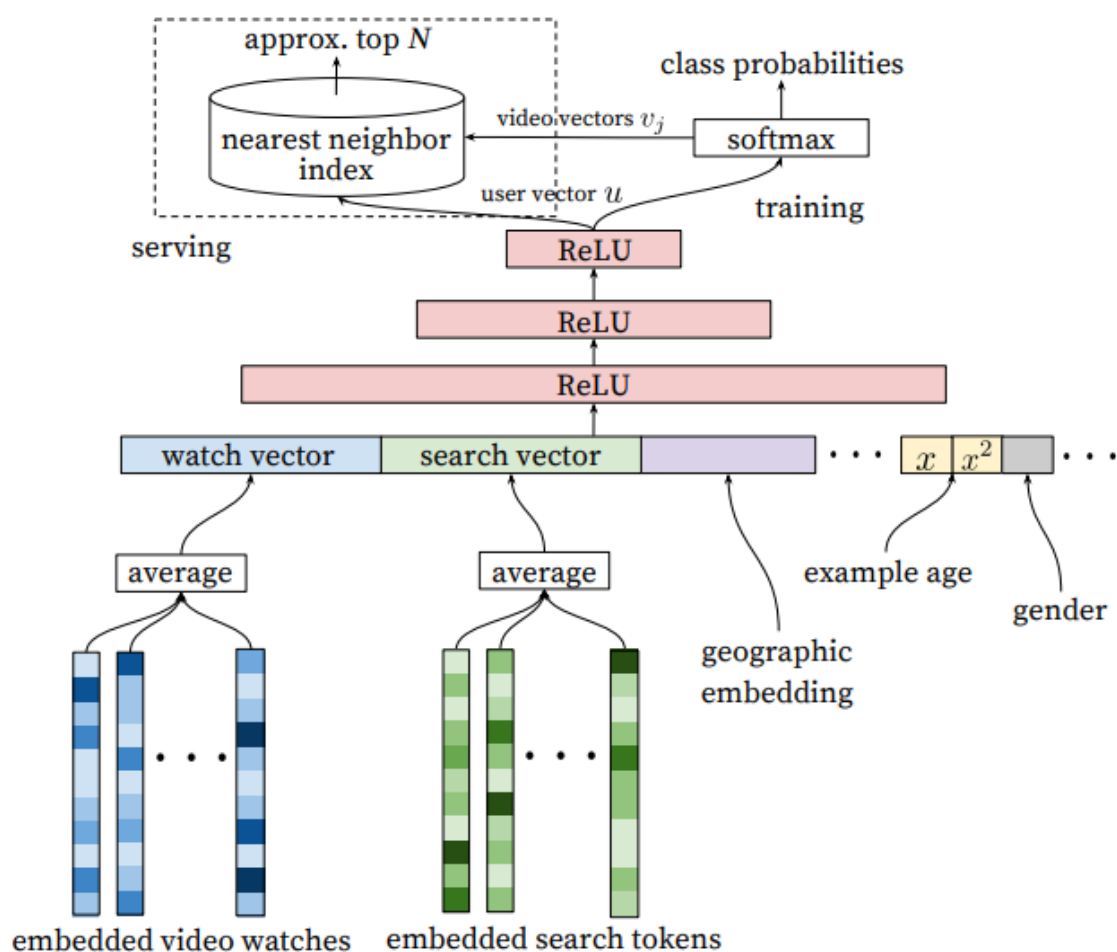 approx. top N
class probabilities
video vectors v_j
nearest neighbor
index
softmax
user vector u
training
serving
ReLU
ReLU
ReLU
watch vector
search vector
. . .
x
x²
. . .
average
average
example age
gender
geographic
embedding
. . .
. . .
embedded video watches
embedded search tokens